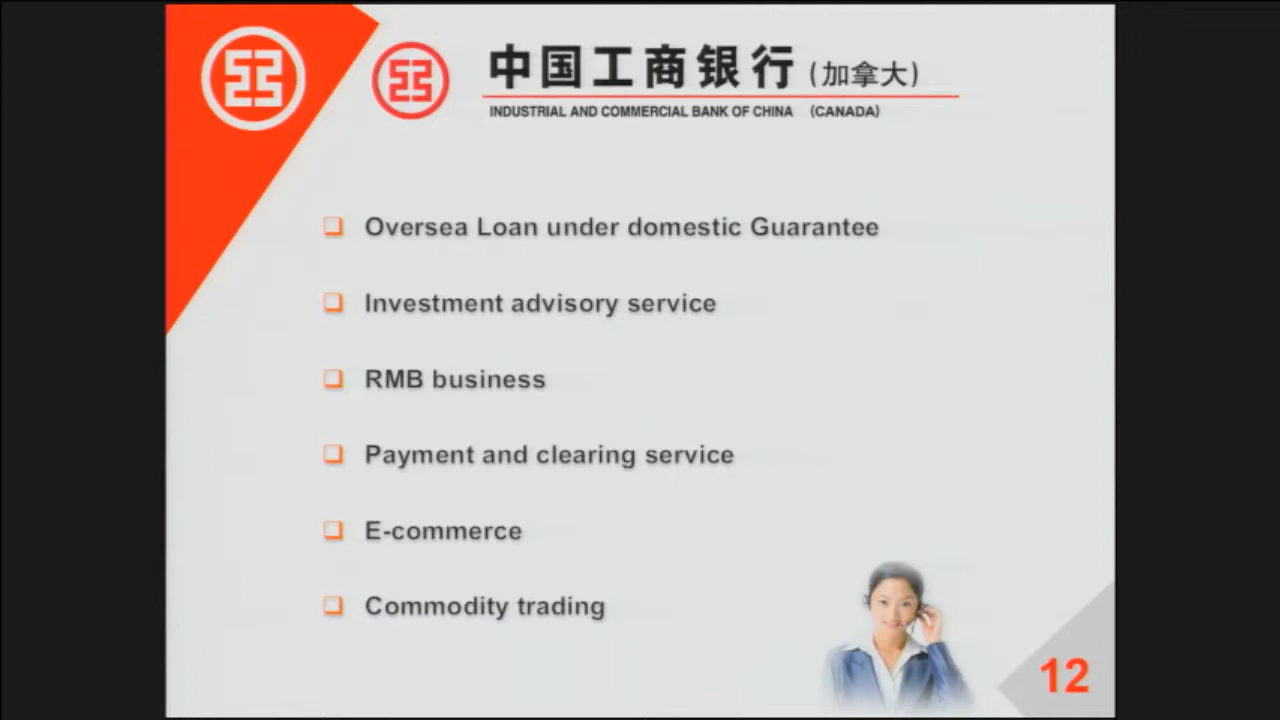 中国工商银行 (加拿大)
INDUSTRIAL AND COMMERCIAL BANK OF CHINA (CANADA)
Oversea Loan under domestic Guarantee
Investment advisory service
RMB business
Payment and clearing service
E-commerce
Commodity trading
12